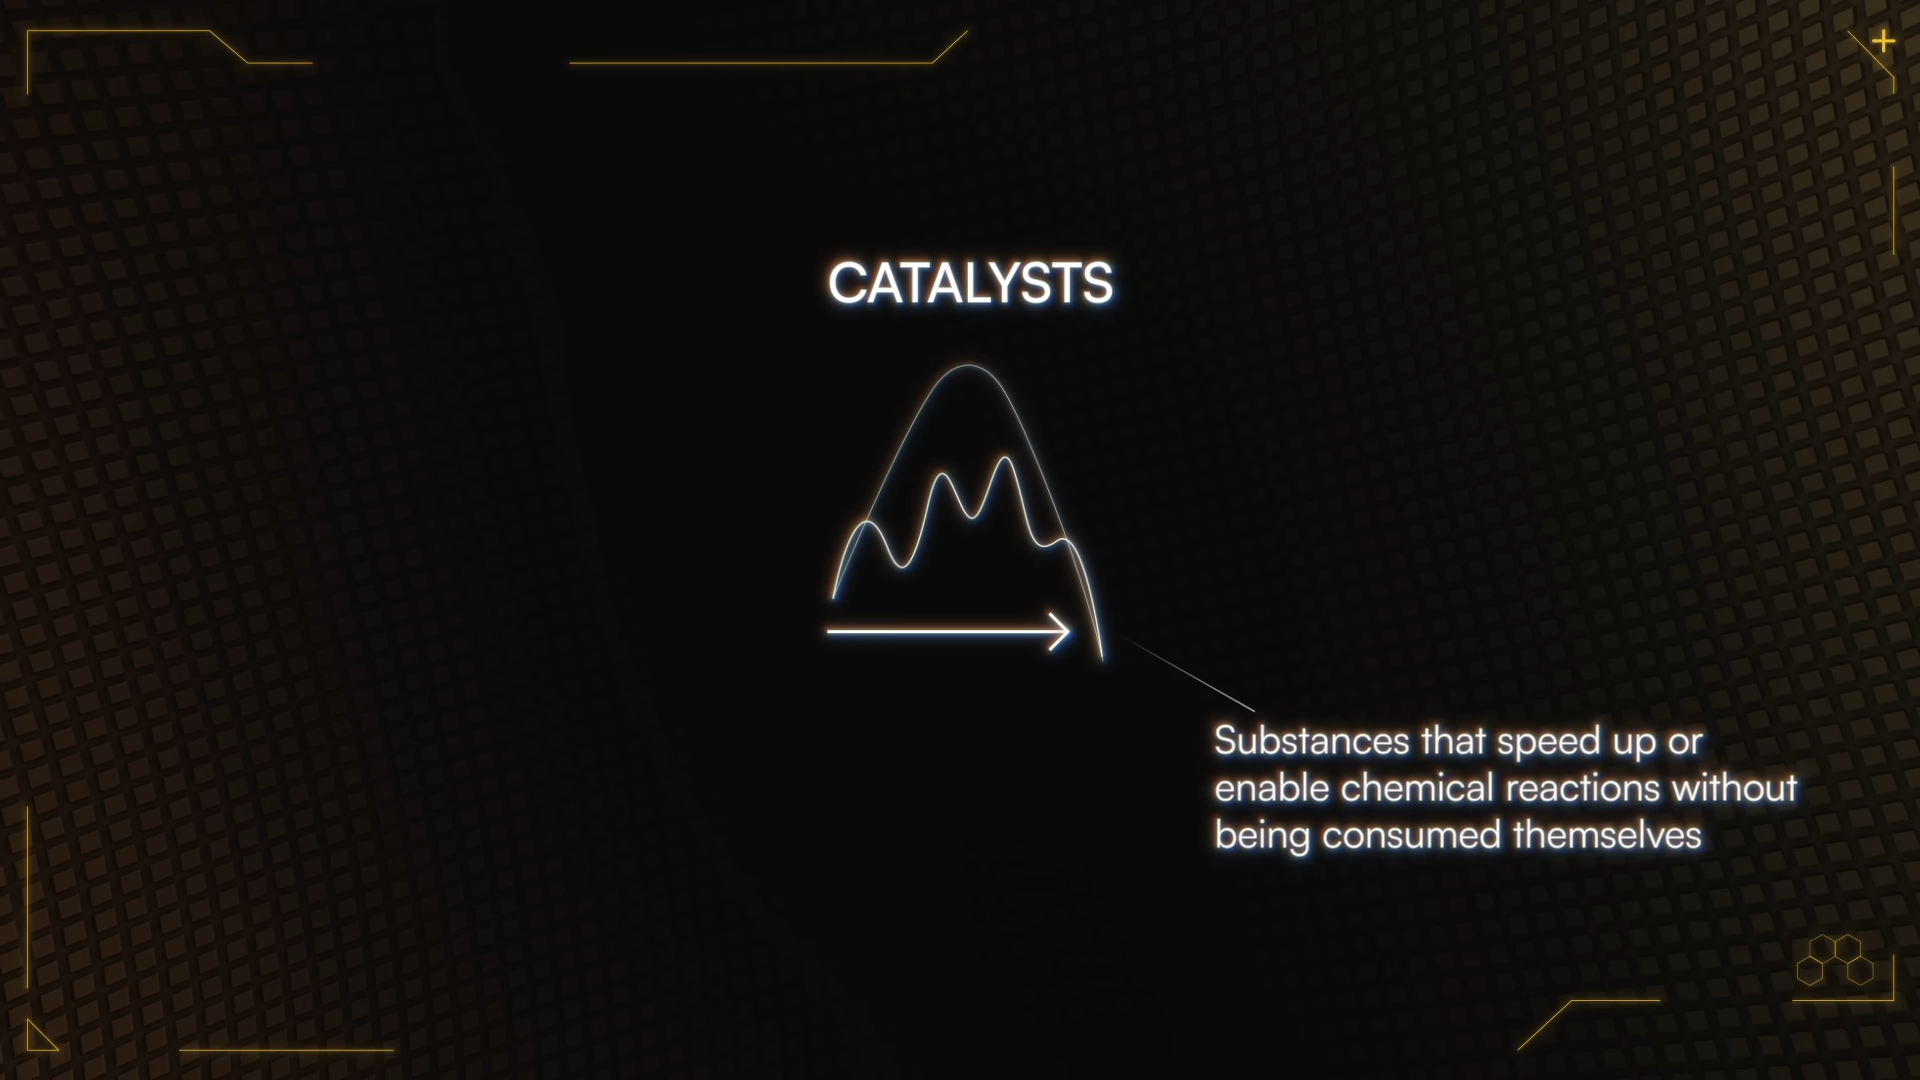 CATALYSTS
Substances that speed up or
enable chemical reactions without
being consumed themselves